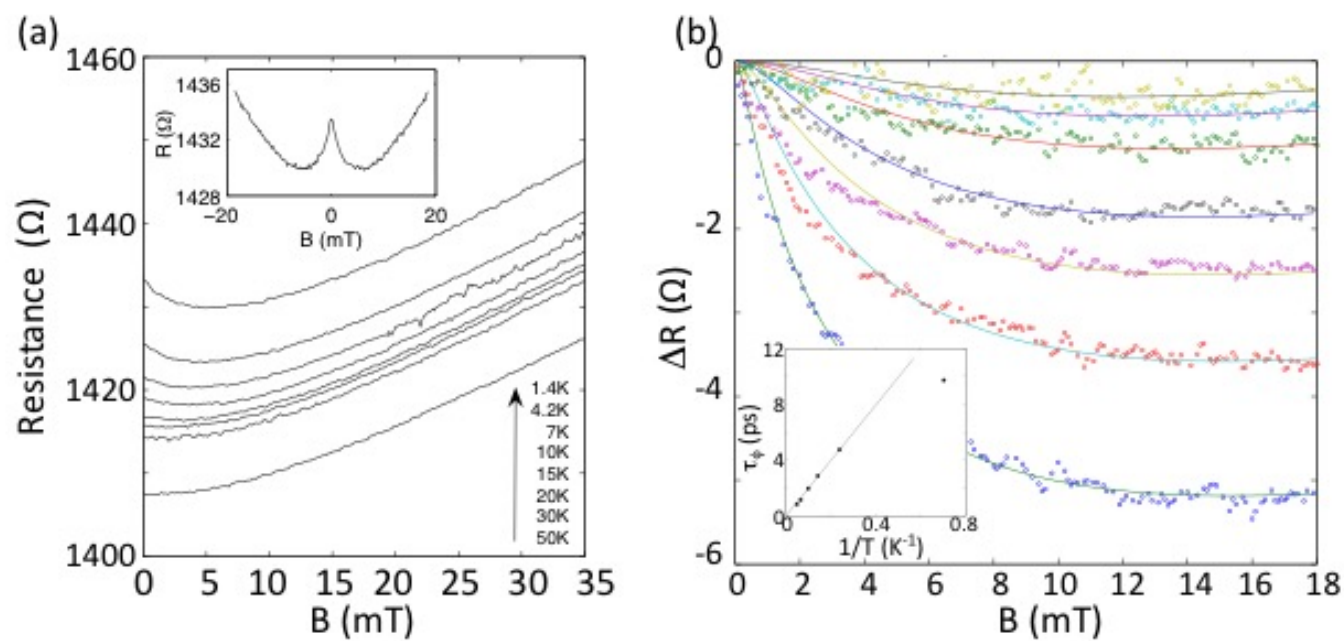 (a)
1460
1440
1420
1400
Resistance (Ω)
0 5 10 15 20 25 30 35
B (mT)
1436
1432
1428
R (Ω)
−20 0 20
B (mT)
1.4K
4.2K
7K
10K
15K
20K
30K
50K
(b)
0
-2
-4
-6
ΔR (Ω)
0 2 4 6 8 10 12 14 16 18
B (mT)
12
8
4
0
τϕ (ps)
0 0.4 0.8
1/T (K⁻¹)